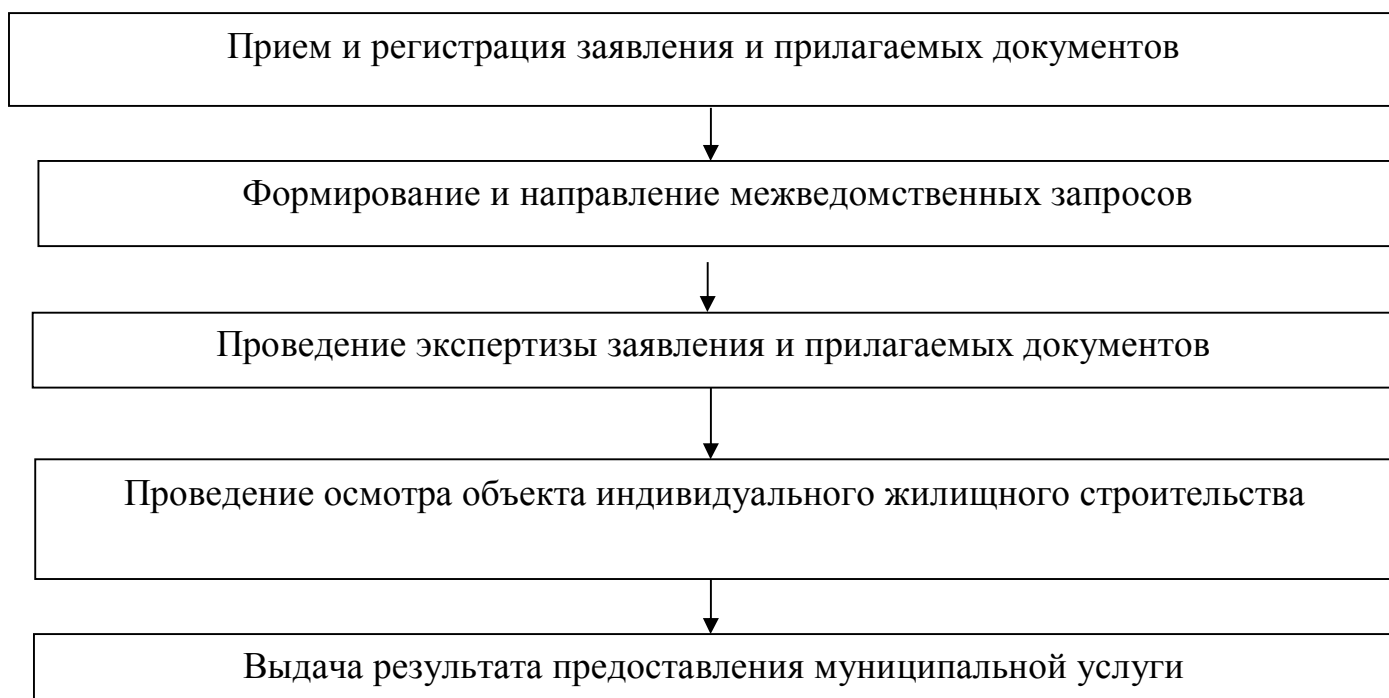 Прием и регистрация заявления и прилагаемых документов
Формирование и направление межведомственных запросов
Проведение экспертизы заявления и прилагаемых документов
Проведение осмотра объекта индивидуального жилищного строительства
Выдача результата предоставления муниципальной услуги